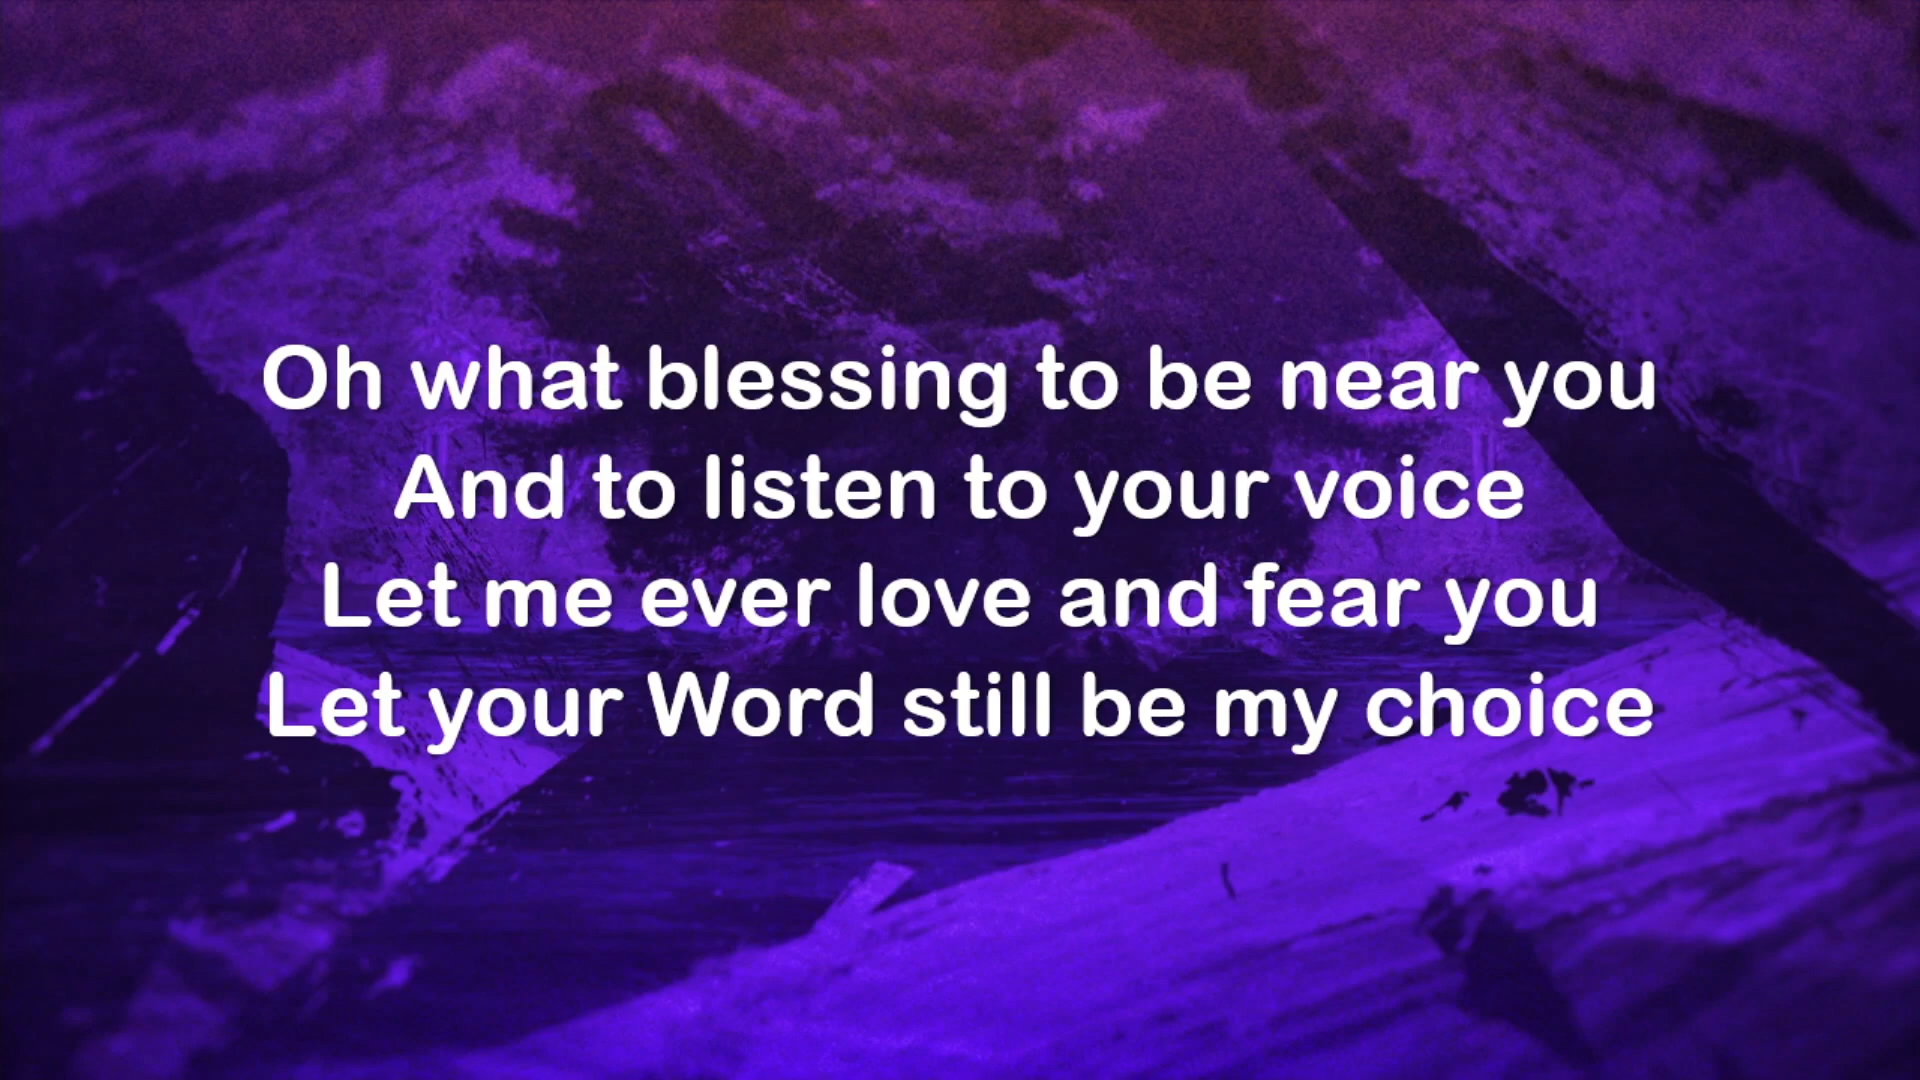 Oh what blessing to be near you
And to listen to your voice
Let me ever love and fear you
Let your Word still be my choice